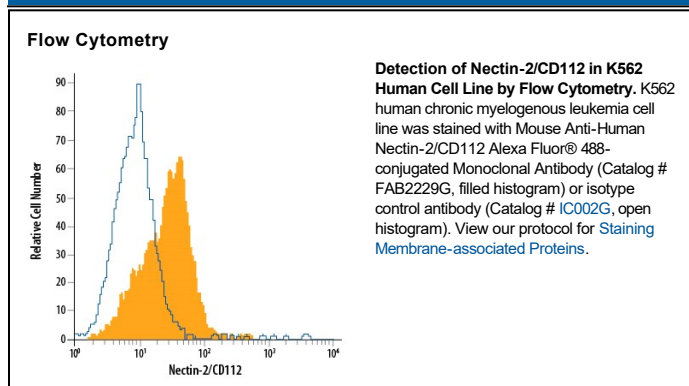 Flow Cytometry
Detection of Nectin-2/CD112 in K562
Human Cell Line by Flow Cytometry. K562
human chronic myelogenous leukemia cell
line was stained with Mouse Anti-Human
Nectin-2/CD112 Alexa Fluor® 488-
conjugated Monoclonal Antibody (Catalog #
FAB2229G, filled histogram) or isotype
control antibody (Catalog # IC002G, open
histogram). View our protocol for Staining
Membrane-associated Proteins.
Relative Cell Number
90
80
70
60
50
40
30
20
10
0
10⁰ 10¹ 10² 10³ 10⁴
Nectin-2/CD112